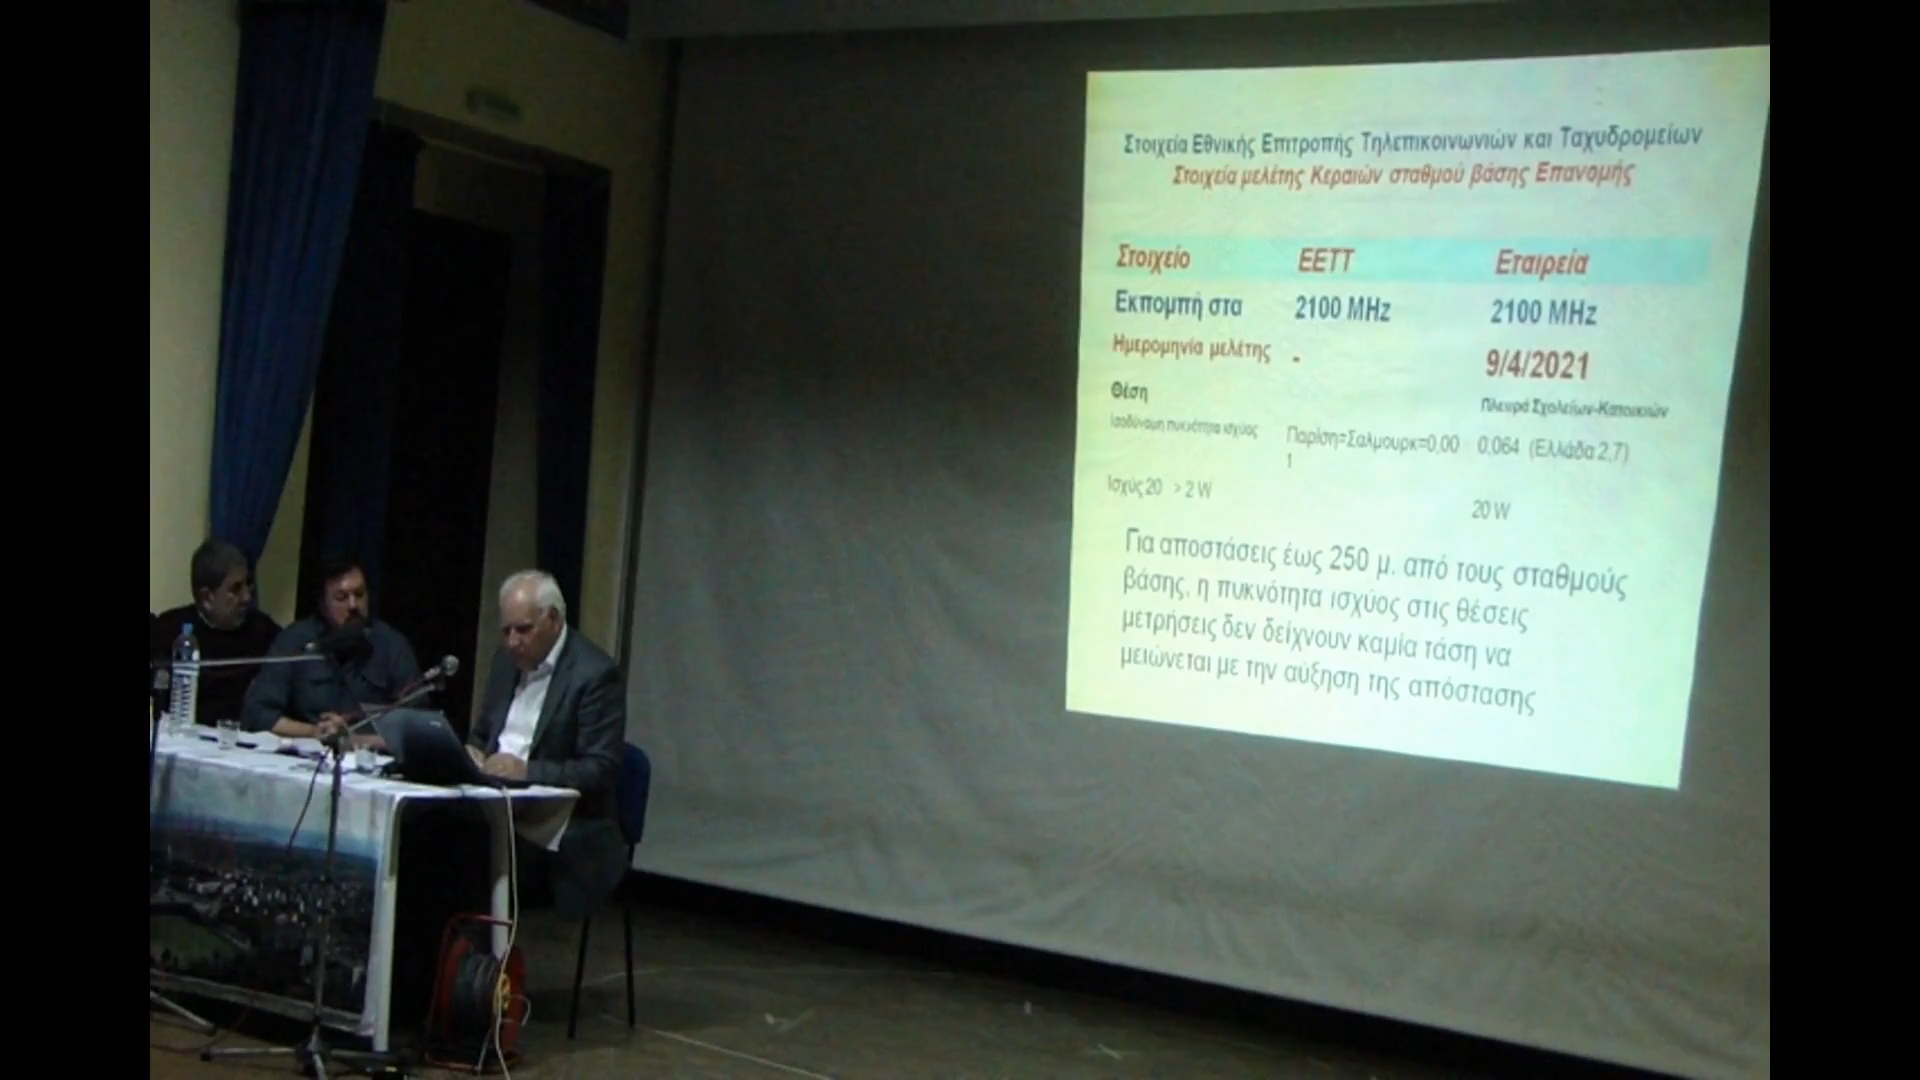 Στοιχεία Εθνικής Επιτροπής Τηλεπικοινωνιών και Ταχυδρομείων
Στοιχεία μελέτης Κεραιών σταθμού βάσης Επανομής
Στοιχείο ΕΕΤΤ Εταιρεία
Εκπομπή στα 2100 MHz 2100 MHz
Ημερομηνία μελέτης - 9/4/2021
Θέση Πλευρά Σχολείων-Κατοικιών
Ισοδύναμη πυκνότητα ισχύος Παρίση=Σαλμουρκ=0,00 0,064 (Ελλάδα 2,7)
1
Ισχύς 20 > 2 W 20 W
Για αποστάσεις έως 250 μ. από τους σταθμούς
βάσης, η πυκνότητα ισχύος στις θέσεις
μετρήσεις δεν δείχνουν καμία τάση να
μειώνεται με την αύξηση της απόστασης